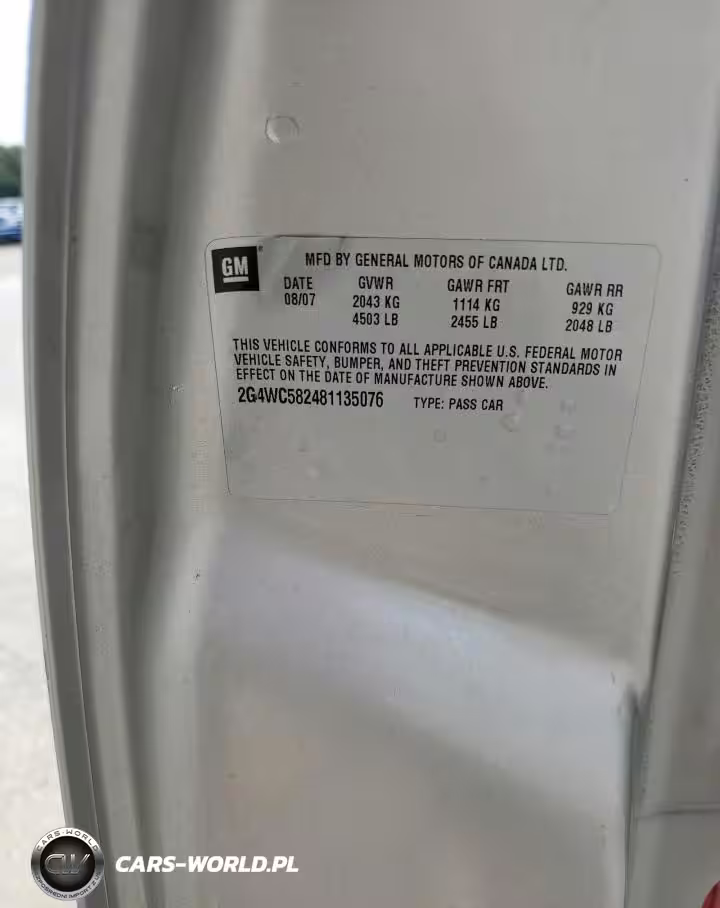 GM
MFD BY GENERAL MOTORS OF CANADA LTD.
DATE GVWR GAWR FRT GAWR RR
08/07 2043 KG 1114 KG 929 KG
4503 LB 2455 LB 2048 LB
THIS VEHICLE CONFORMS TO ALL APPLICABLE U.S. FEDERAL MOTOR
VEHICLE SAFETY, BUMPER, AND THEFT PREVENTION STANDARDS IN
EFFECT ON THE DATE OF MANUFACTURE SHOWN ABOVE.
2G4WC582481135076 TYPE: PASS CAR
CARS-WORLD
CW
CARS-WORLD.PL